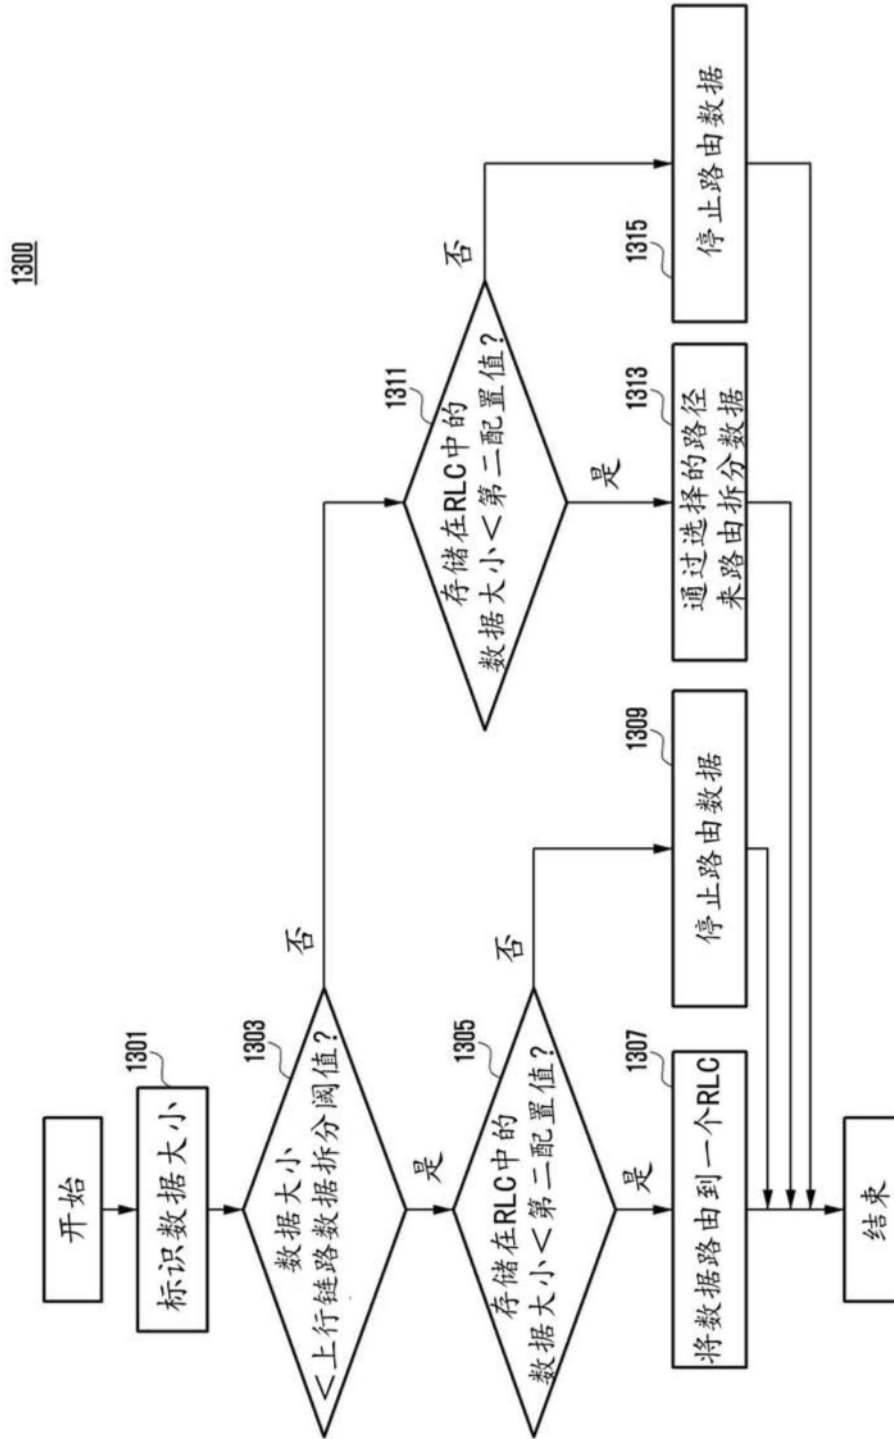 1300
开始
1301
标识数据大小
1303
数据大小
＜上行链路数据拆分阈值？
否
是
1305
存储在RLC中的
数据大小＜第二配置值？
否
是
1311
存储在RLC中的
数据大小＜第二配置值？
否
是
1307
将数据路由到一个RLC
1309
停止路由数据
1313
通过选择的路径
来路由拆分数据
1315
停止路由数据
结束